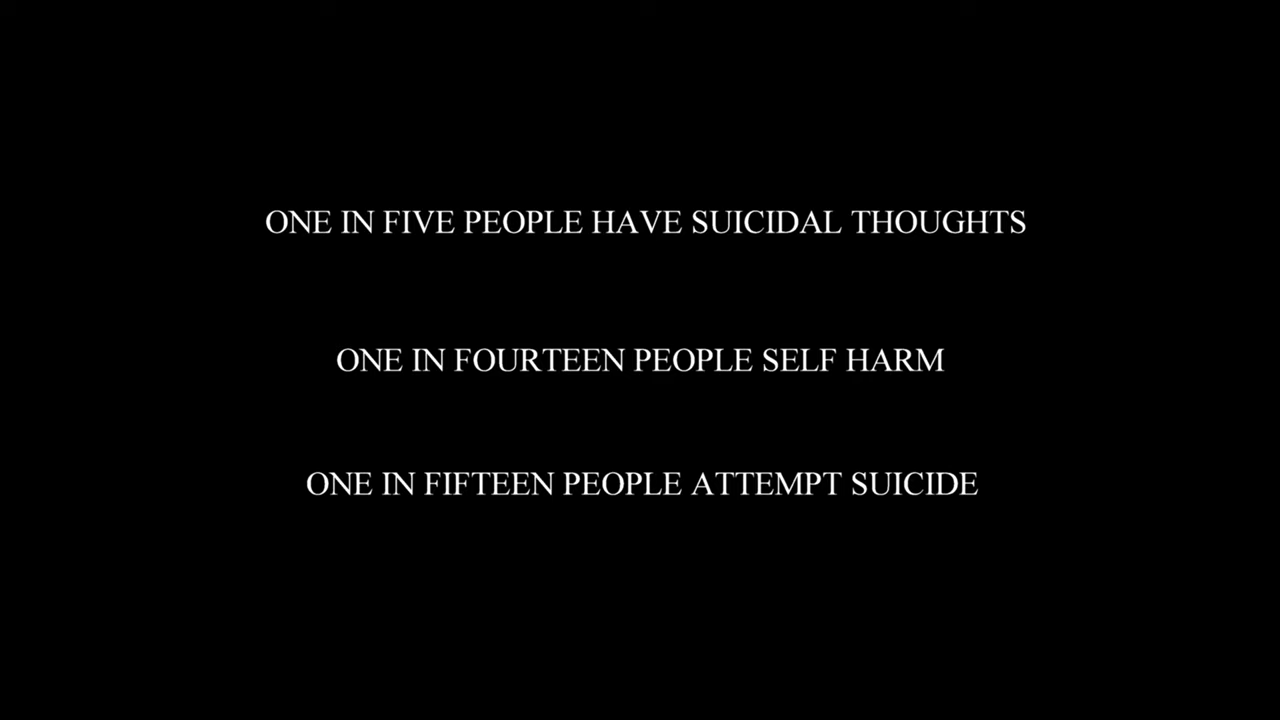 ONE IN FIVE PEOPLE HAVE SUICIDAL THOUGHTS
ONE IN FOURTEEN PEOPLE SELF HARM
ONE IN FIFTEEN PEOPLE ATTEMPT SUICIDE